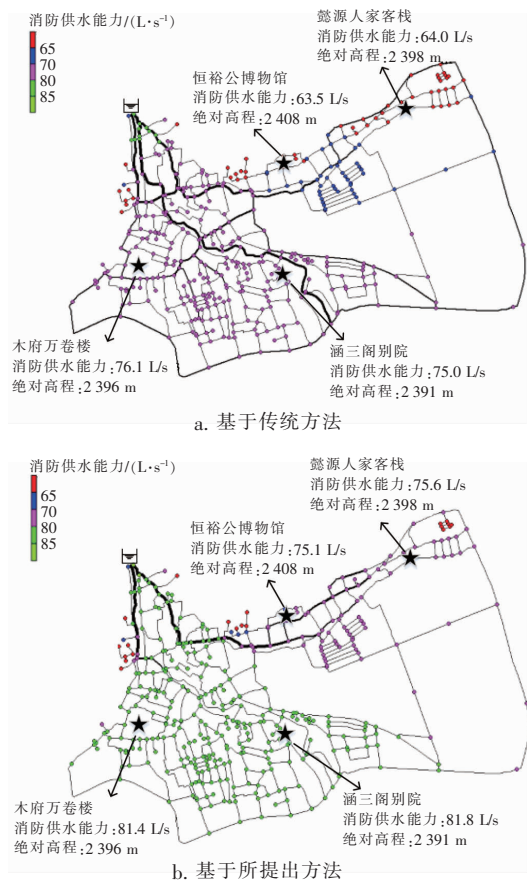 消防供水能力/(L·s⁻¹)
65
70
80
85
懿源人家客栈
消防供水能力:64.0 L/s
绝对高程:2 398 m
恒裕公博物馆
消防供水能力:63.5 L/s
绝对高程:2 408 m
木府万卷楼
消防供水能力:76.1 L/s
绝对高程:2 396 m
涵三阁别院
消防供水能力:75.0 L/s
绝对高程:2 391 m
a. 基于传统方法
消防供水能力/(L·s⁻¹)
65
70
80
85
懿源人家客栈
消防供水能力:75.6 L/s
绝对高程:2 398 m
恒裕公博物馆
消防供水能力:75.1 L/s
绝对高程:2 408 m
木府万卷楼
消防供水能力:81.4 L/s
绝对高程:2 396 m
涵三阁别院
消防供水能力:81.8 L/s
绝对高程:2 391 m
b. 基于所提出方法